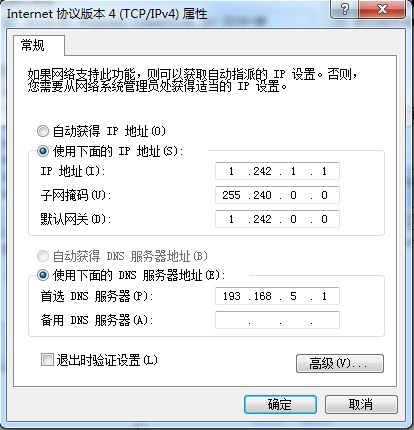 Internet 协议版本 4 (TCP/IPv4) 属性
常规
如果网络支持此功能，则可以获取自动指派的 IP 设置。否则，
您需要从网络系统管理员处获得适当的 IP 设置。
自动获得 IP 地址(O)
使用下面的 IP 地址(S):
IP 地址(I): 1 .242 . 1 . 1
子网掩码(U): 255 .240 . 0 . 0
默认网关(D): 1 .242 . 0 . 0
自动获得 DNS 服务器地址(B)
使用下面的 DNS 服务器地址(E):
首选 DNS 服务器(P): 193 .168 . 5 . 1
备用 DNS 服务器(A): . . .
退出时验证设置(L)
高级(V)...
确定 取消